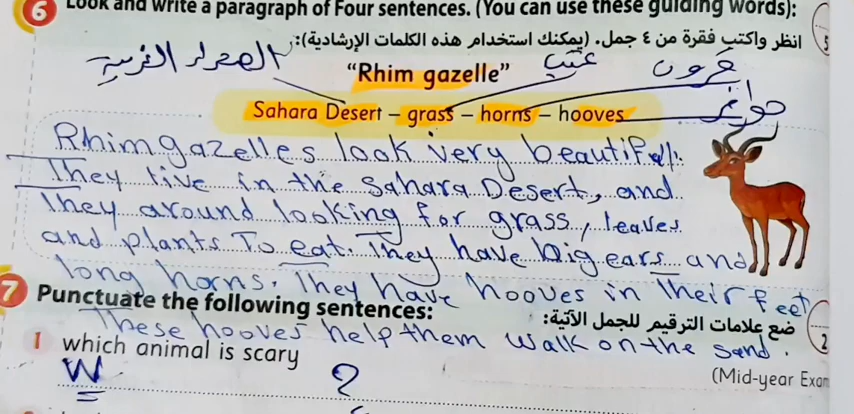 6 Look and write a paragraph of Four sentences. (You can use these guiding words):
انظر واكتب فقرة من ٤ جمل. (يمكنك استخدام هذه الكلمات الإرشادية):
الصحراء الغربية
“Rhim gazelle”
عشب
قرون
Sahara Desert – grass – horns – hooves
حوافر
Rhim gazelles look very beautiful.
They live in the Sahara Desert, and
they around looking for grass, leaves
and plants To eat. They have big ears and
long horns. They have hooves in their feet
7 Punctuate the following sentences:
ضع علامات الترقيم للجمل الآتية:
These hooves help them walk on the sand.
1 which animal is scary
W ?
(Mid-year Exam